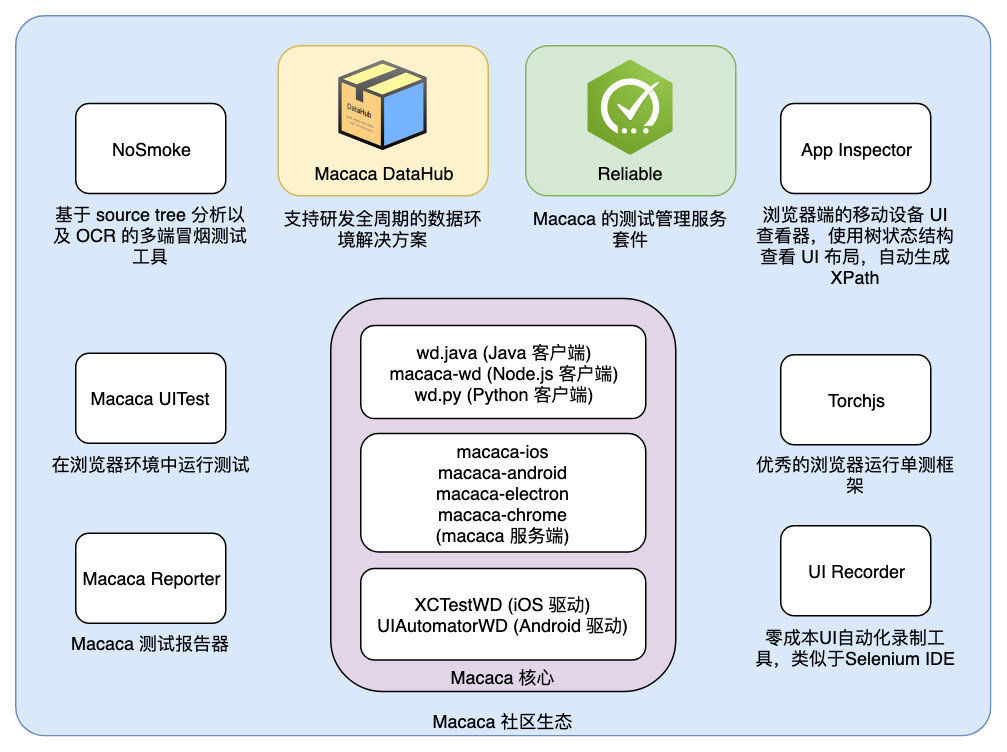 NoSmoke
基于 source tree 分析以
及 OCR 的多端冒烟测试
工具
DataHub
Macaca DataHub
支持研发全周期的数据环
境解决方案
Reliable
Macaca 的测试管理服务
套件
App Inspector
浏览器端的移动设备 UI
查看器，使用树状态结构
查看 UI 布局，自动生成
XPath
Macaca UITest
在浏览器环境中运行测试
Macaca Reporter
Macaca 测试报告器
wd.java (Java 客户端)
macaca-wd (Node.js 客户端)
wd.py (Python 客户端)
macaca-ios
macaca-android
macaca-electron
macaca-chrome
(macaca 服务端)
XCTestWD (iOS 驱动)
UIAutomatorWD (Android 驱动)
Macaca 核心
Torchjs
优秀的浏览器运行单测框
架
UI Recorder
零成本UI自动化录制工
具，类似于Selenium IDE
Macaca 社区生态